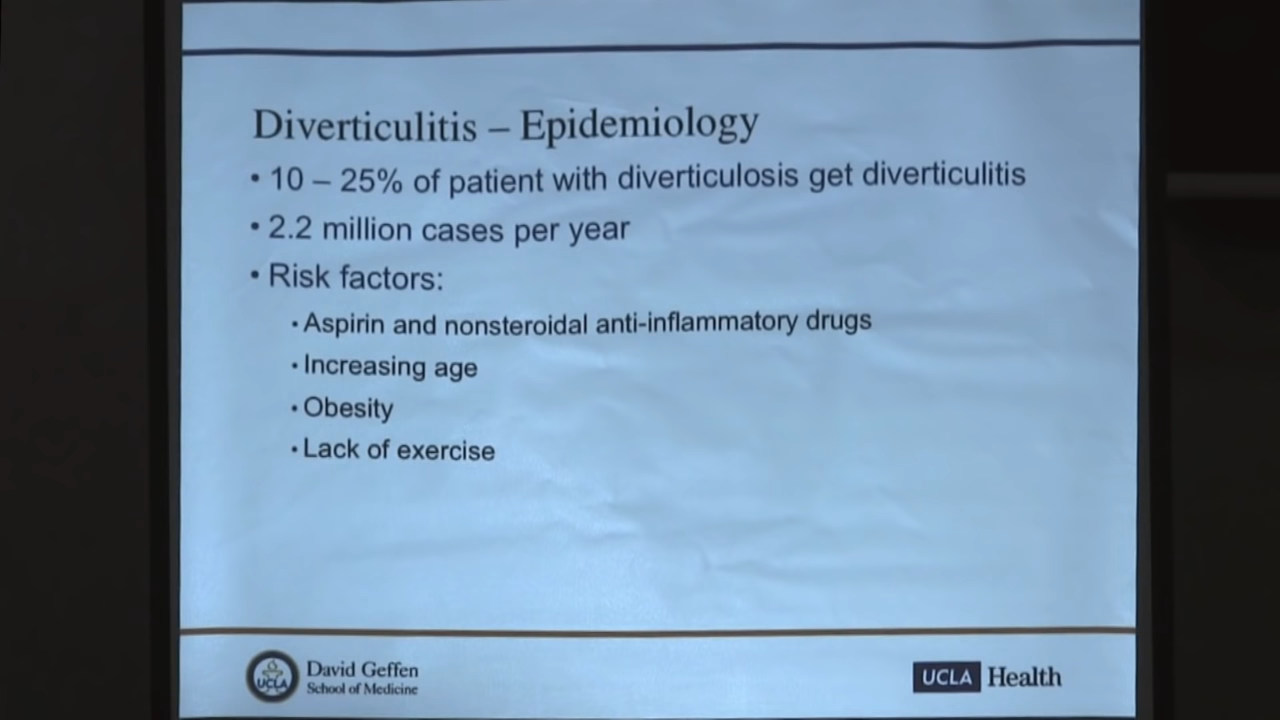 Diverticulitis – Epidemiology
• 10 – 25% of patient with diverticulosis get diverticulitis
• 2.2 million cases per year
• Risk factors:
• Aspirin and nonsteroidal anti-inflammatory drugs
• Increasing age
• Obesity
• Lack of exercise
UCLA
David Geffen
School of Medicine
UCLA Health